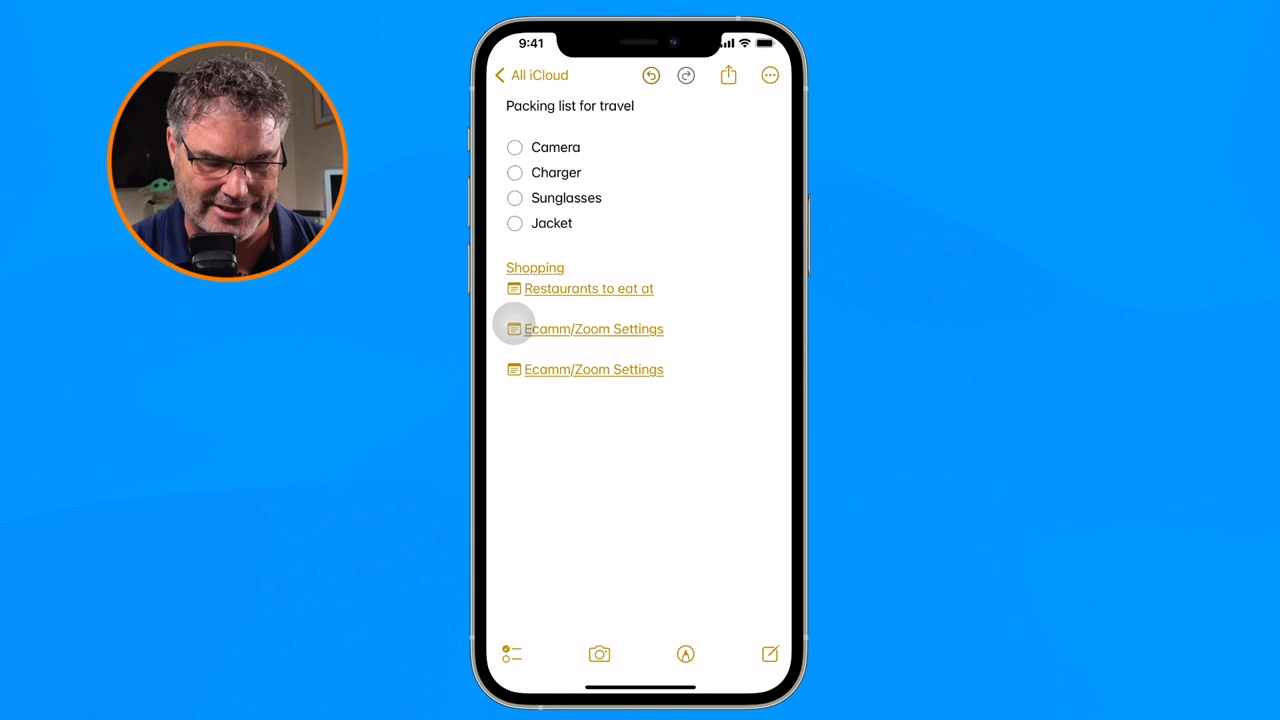 9:41
All iCloud
Packing list for travel
Camera
Charger
Sunglasses
Jacket
Shopping
Restaurants to eat at
Ecamm/Zoom Settings
Ecamm/Zoom Settings